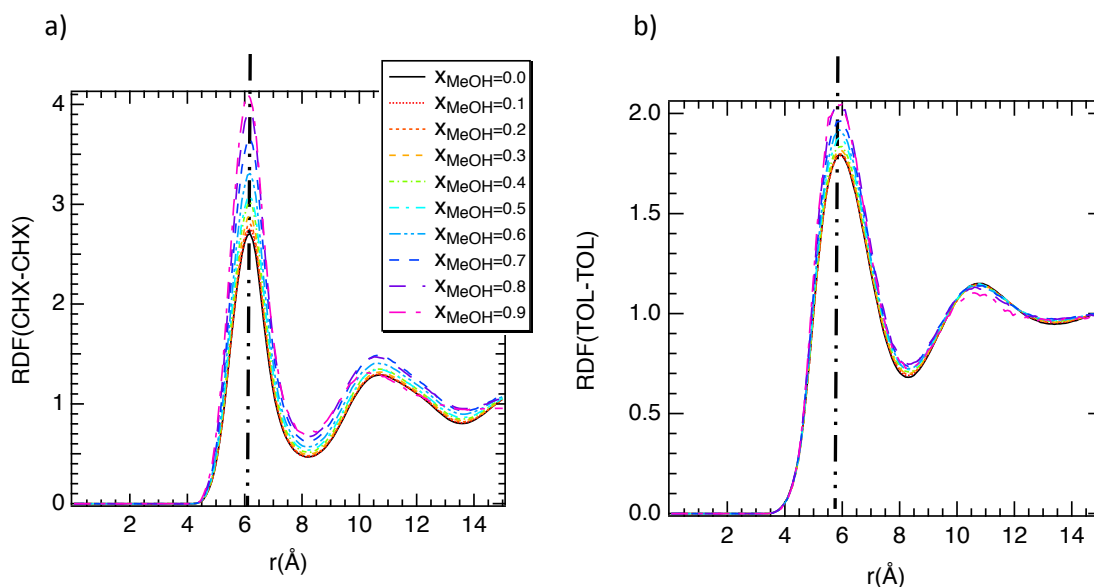 a)
4
3
2
1
0
RDF(CHX-CHX)
2 4 6 8 10 12 14
r(Å)
XMeOH=0.0
XMeOH=0.1
XMeOH=0.2
XMeOH=0.3
XMeOH=0.4
XMeOH=0.5
XMeOH=0.6
XMeOH=0.7
XMeOH=0.8
XMeOH=0.9
b)
2.0
1.5
1.0
0.5
0.0
RDF(TOL-TOL)
2 4 6 8 10 12 14
r(Å)